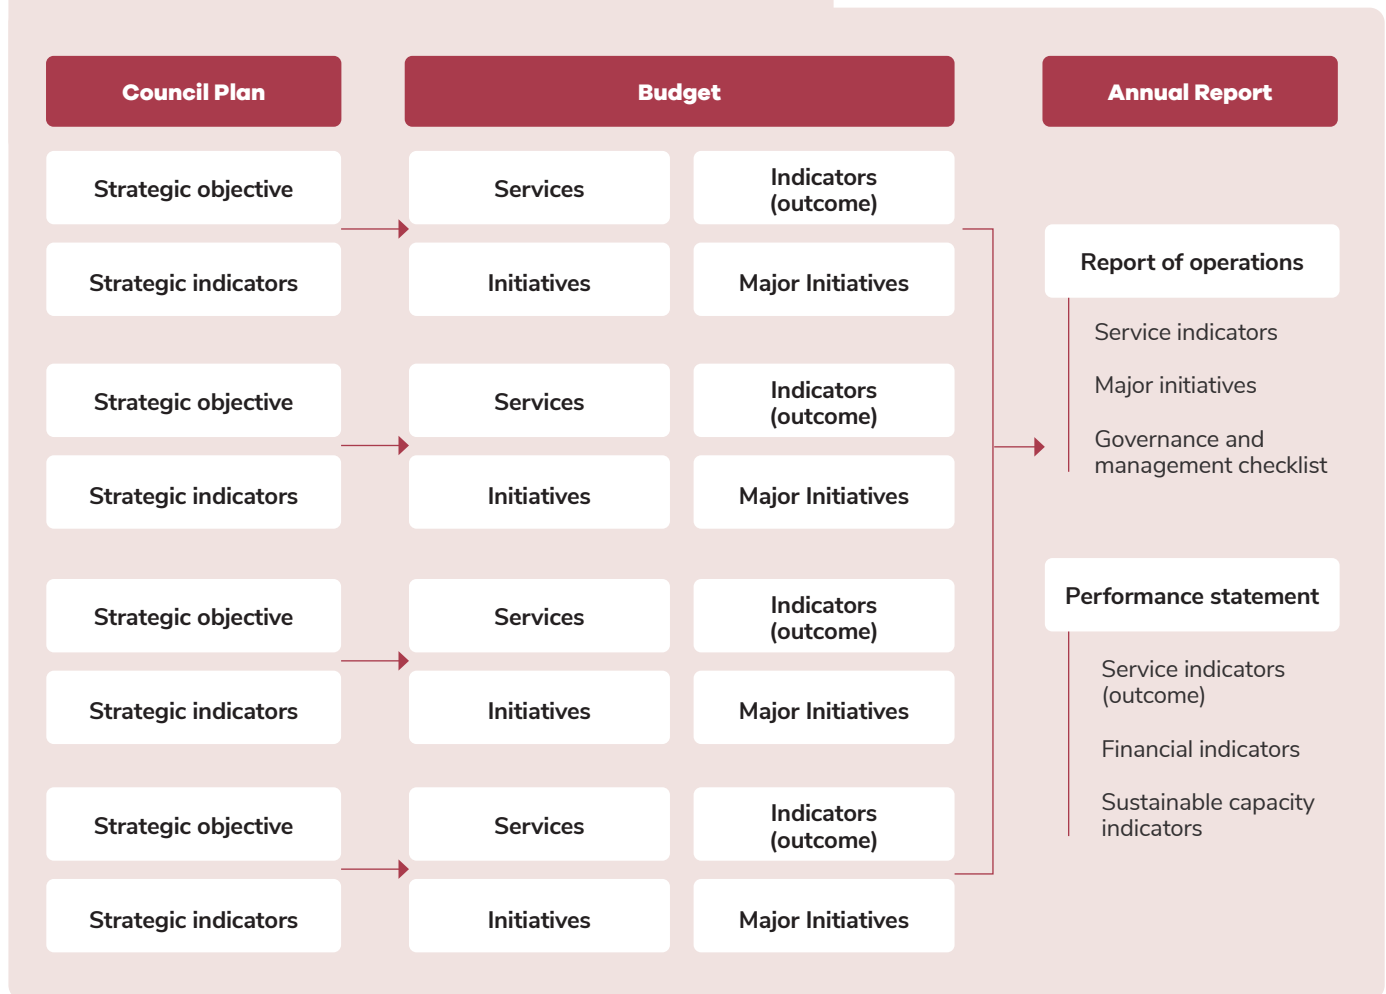 Council Plan
Budget
Annual Report
Strategic objective
Services
Indicators
(outcome)
Strategic indicators
Initiatives
Major Initiatives
Strategic objective
Services
Indicators
(outcome)
Strategic indicators
Initiatives
Major Initiatives
Strategic objective
Services
Indicators
(outcome)
Strategic indicators
Initiatives
Major Initiatives
Strategic objective
Services
Indicators
(outcome)
Strategic indicators
Initiatives
Major Initiatives
Report of operations
Service indicators
Major initiatives
Governance and
management checklist
Performance statement
Service indicators
(outcome)
Financial indicators
Sustainable capacity
indicators